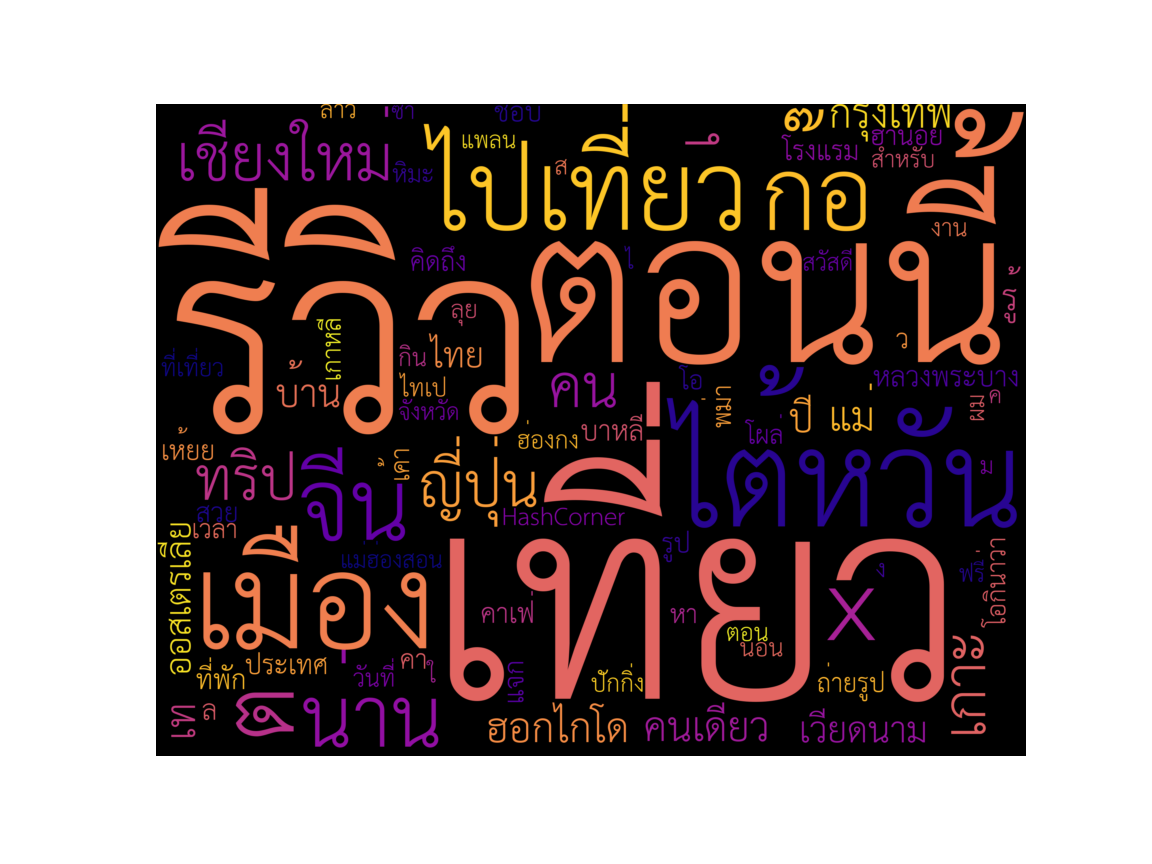 ลาว
ชอบ
กรุงเทพ
แพลน
ฮานอย
เชียงใหม่
หิมะ
ไปเที่ยว
ส
กอ
โรงแรม
สำหรับ
ตอนนี้
งาน
รีวิว
คิดถึง
ไ
สวัสดี
ลุย
เกาหลี
กิน
ไทย
ว
ที่เที่ยว
บ้าน
ไทเป
จังหวัด
คน
โอ
พม่า
ปี
แม่
หลวงพระบาง
ผม
ค
เห้ยย
ฮ่องกง
บาหลี
โผล่
ทริป
จีน
เค้า
ญี่ปุ่น
ที่
ไต้หวัน
ม
สวย
เวลา
HashCorner
รูป
ออสเตรเลีย
เมือง
แม่ฮ่องสอน
เที่ยว
คาเฟ่
หา
X
โอกินาวา
ตอน
นอน
ที่พัก
ประเทศ
วันที่
คา
ใ
แจก
ปักกิ่ง
ถ่ายรูป
เกาะ
เท
ล
น่าน
ฮอกไกโด
คนเดียว
เวียดนาม